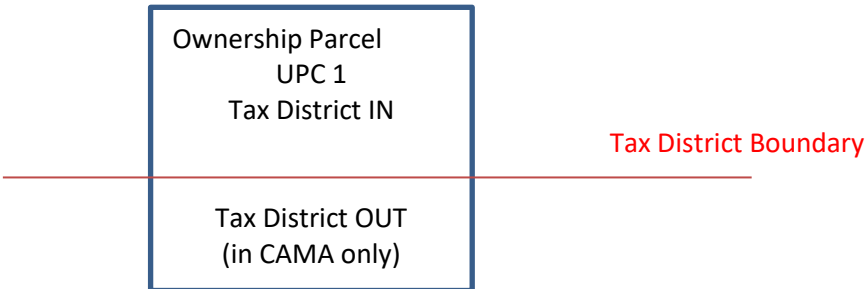 Ownership Parcel
UPC 1
Tax District IN
Tax District Boundary
Tax District OUT
(in CAMA only)